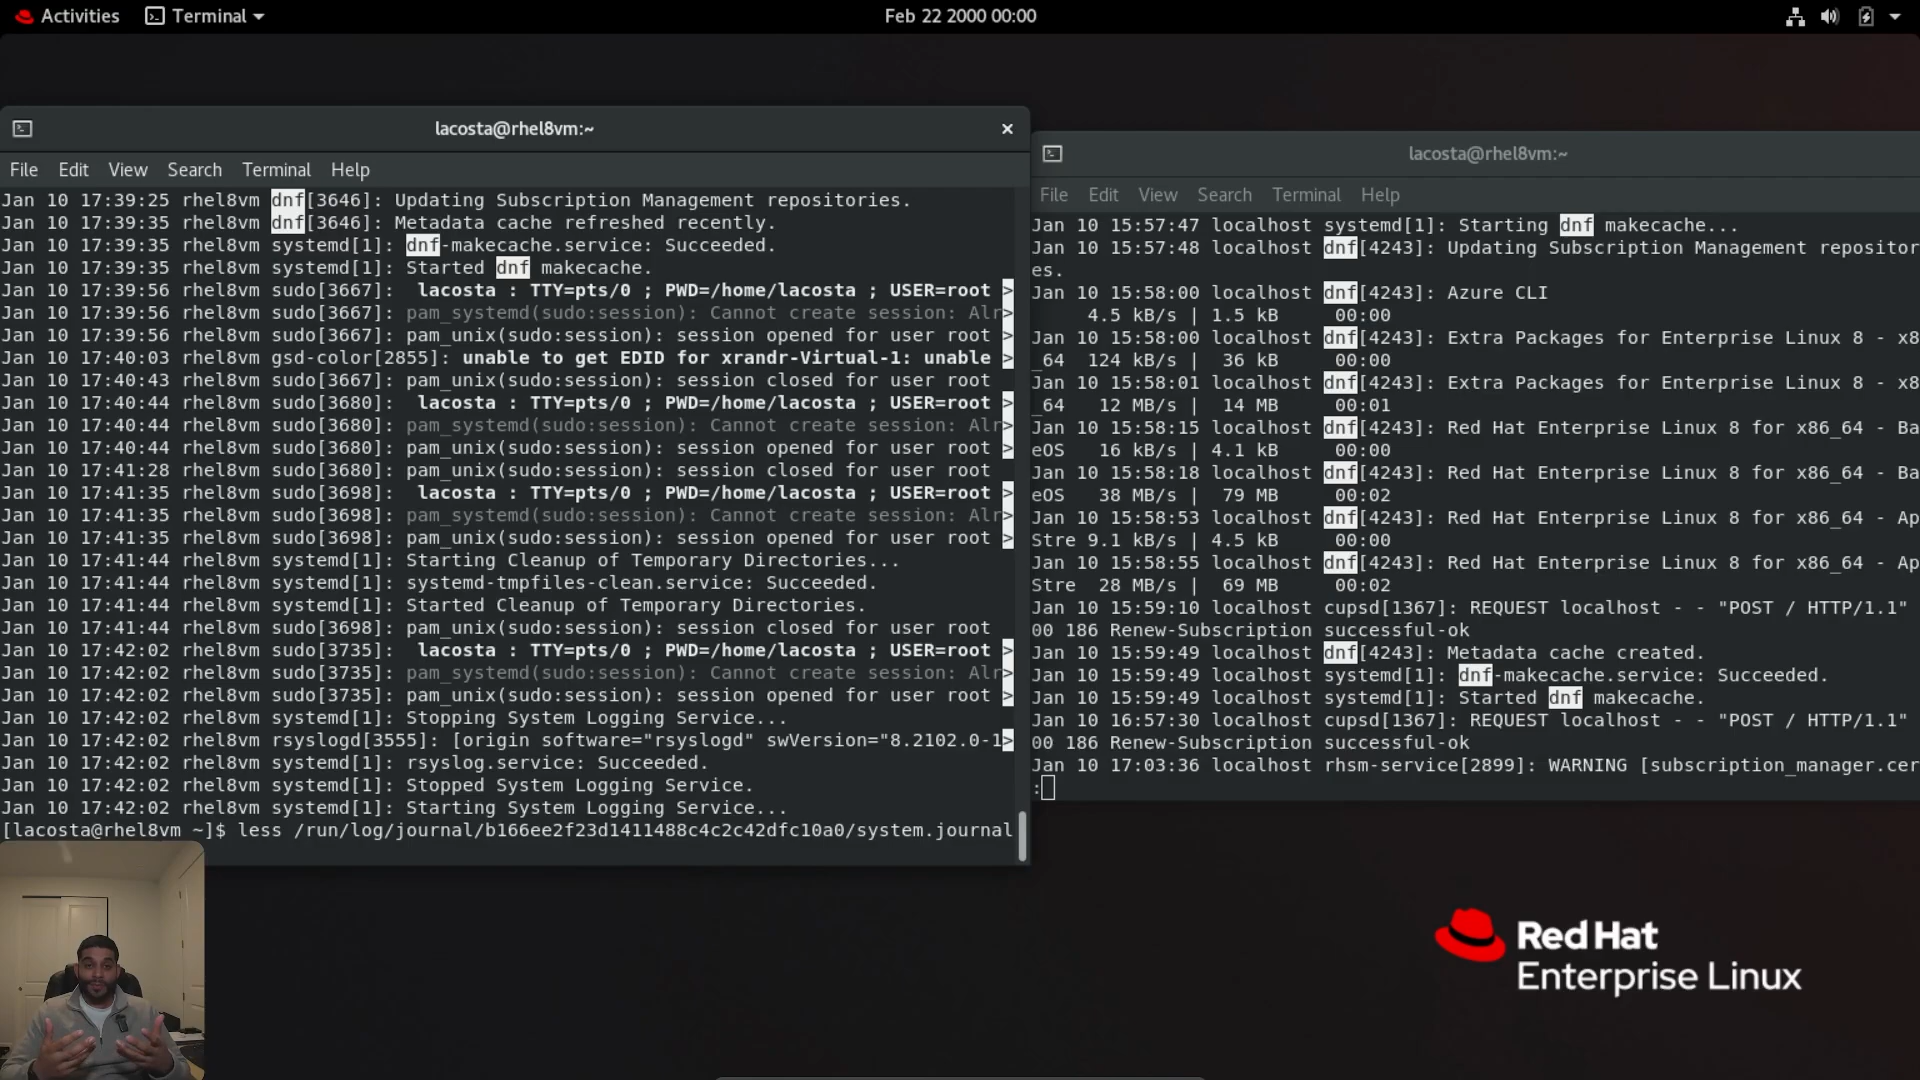 Activities
Terminal
Feb 22 2000 00:00
lacosta@rhel8vm:~
File Edit View Search Terminal Help
Jan 10 17:39:25 rhel8vm dnf[3646]: Updating Subscription Management repositories.
Jan 10 17:39:35 rhel8vm dnf[3646]: Metadata cache refreshed recently.
Jan 10 17:39:35 rhel8vm systemd[1]: dnf-makecache.service: Succeeded.
Jan 10 17:39:35 rhel8vm systemd[1]: Started dnf makecache.
Jan 10 17:39:56 rhel8vm sudo[3667]:  lacosta : TTY=pts/0 ; PWD=/home/lacosta ; USER=root >
Jan 10 17:39:56 rhel8vm sudo[3667]: pam_systemd(sudo:session): Cannot create session: Alr>
Jan 10 17:39:56 rhel8vm sudo[3667]: pam_unix(sudo:session): session opened for user root >
Jan 10 17:40:03 rhel8vm gsd-color[2855]: unable to get EDID for xrandr-Virtual-1: unable >
Jan 10 17:40:43 rhel8vm sudo[3667]: pam_unix(sudo:session): session closed for user root
Jan 10 17:40:44 rhel8vm sudo[3680]:  lacosta : TTY=pts/0 ; PWD=/home/lacosta ; USER=root >
Jan 10 17:40:44 rhel8vm sudo[3680]: pam_systemd(sudo:session): Cannot create session: Alr>
Jan 10 17:40:44 rhel8vm sudo[3680]: pam_unix(sudo:session): session opened for user root >
Jan 10 17:41:28 rhel8vm sudo[3680]: pam_unix(sudo:session): session closed for user root
Jan 10 17:41:35 rhel8vm sudo[3698]:  lacosta : TTY=pts/0 ; PWD=/home/lacosta ; USER=root >
Jan 10 17:41:35 rhel8vm sudo[3698]: pam_systemd(sudo:session): Cannot create session: Alr>
Jan 10 17:41:35 rhel8vm sudo[3698]: pam_unix(sudo:session): session opened for user root >
Jan 10 17:41:44 rhel8vm systemd[1]: Starting Cleanup of Temporary Directories...
Jan 10 17:41:44 rhel8vm systemd[1]: systemd-tmpfiles-clean.service: Succeeded.
Jan 10 17:41:44 rhel8vm systemd[1]: Started Cleanup of Temporary Directories.
Jan 10 17:41:44 rhel8vm sudo[3698]: pam_unix(sudo:session): session closed for user root
Jan 10 17:42:02 rhel8vm sudo[3735]:  lacosta : TTY=pts/0 ; PWD=/home/lacosta ; USER=root >
Jan 10 17:42:02 rhel8vm sudo[3735]: pam_systemd(sudo:session): Cannot create session: Alr>
Jan 10 17:42:02 rhel8vm sudo[3735]: pam_unix(sudo:session): session opened for user root >
Jan 10 17:42:02 rhel8vm systemd[1]: Stopping System Logging Service...
Jan 10 17:42:02 rhel8vm rsyslogd[3555]: [origin software="rsyslogd" swVersion="8.2102.0-1>
Jan 10 17:42:02 rhel8vm systemd[1]: rsyslog.service: Succeeded.
Jan 10 17:42:02 rhel8vm systemd[1]: Stopped System Logging Service.
Jan 10 17:42:02 rhel8vm systemd[1]: Starting System Logging Service...
[lacosta@rhel8vm ~]$ less /run/log/journal/b166ee2f23d1411488c4c2c42dfc10a0/system.journal
lacosta@rhel8vm:~
File Edit View Search Terminal Help
Jan 10 15:57:47 localhost systemd[1]: Starting dnf makecache...
Jan 10 15:57:48 localhost dnf[4243]: Updating Subscription Management repositor
es.
Jan 10 15:58:00 localhost dnf[4243]: Azure CLI
4.5 kB/s | 1.5 kB     00:00
Jan 10 15:58:00 localhost dnf[4243]: Extra Packages for Enterprise Linux 8 - x8
_64  124 kB/s |  36 kB     00:00
Jan 10 15:58:01 localhost dnf[4243]: Extra Packages for Enterprise Linux 8 - x8
_64   12 MB/s |  14 MB     00:01
Jan 10 15:58:15 localhost dnf[4243]: Red Hat Enterprise Linux 8 for x86_64 - Ba
eOS   16 kB/s | 4.1 kB     00:00
Jan 10 15:58:18 localhost dnf[4243]: Red Hat Enterprise Linux 8 for x86_64 - Ba
eOS   38 MB/s |  79 MB     00:02
Jan 10 15:58:53 localhost dnf[4243]: Red Hat Enterprise Linux 8 for x86_64 - Ap
Stre 9.1 kB/s | 4.5 kB     00:00
Jan 10 15:58:55 localhost dnf[4243]: Red Hat Enterprise Linux 8 for x86_64 - Ap
Stre  28 MB/s |  69 MB     00:02
Jan 10 15:59:10 localhost cupsd[1367]: REQUEST localhost - - "POST / HTTP/1.1"
00 186 Renew-Subscription successful-ok
Jan 10 15:59:49 localhost dnf[4243]: Metadata cache created.
Jan 10 15:59:49 localhost systemd[1]: dnf-makecache.service: Succeeded.
Jan 10 15:59:49 localhost systemd[1]: Started dnf makecache.
Jan 10 16:57:30 localhost cupsd[1367]: REQUEST localhost - - "POST / HTTP/1.1"
00 186 Renew-Subscription successful-ok
Jan 10 17:03:36 localhost rhsm-service[2899]: WARNING [subscription_manager.cer
:
Red Hat
Enterprise Linux